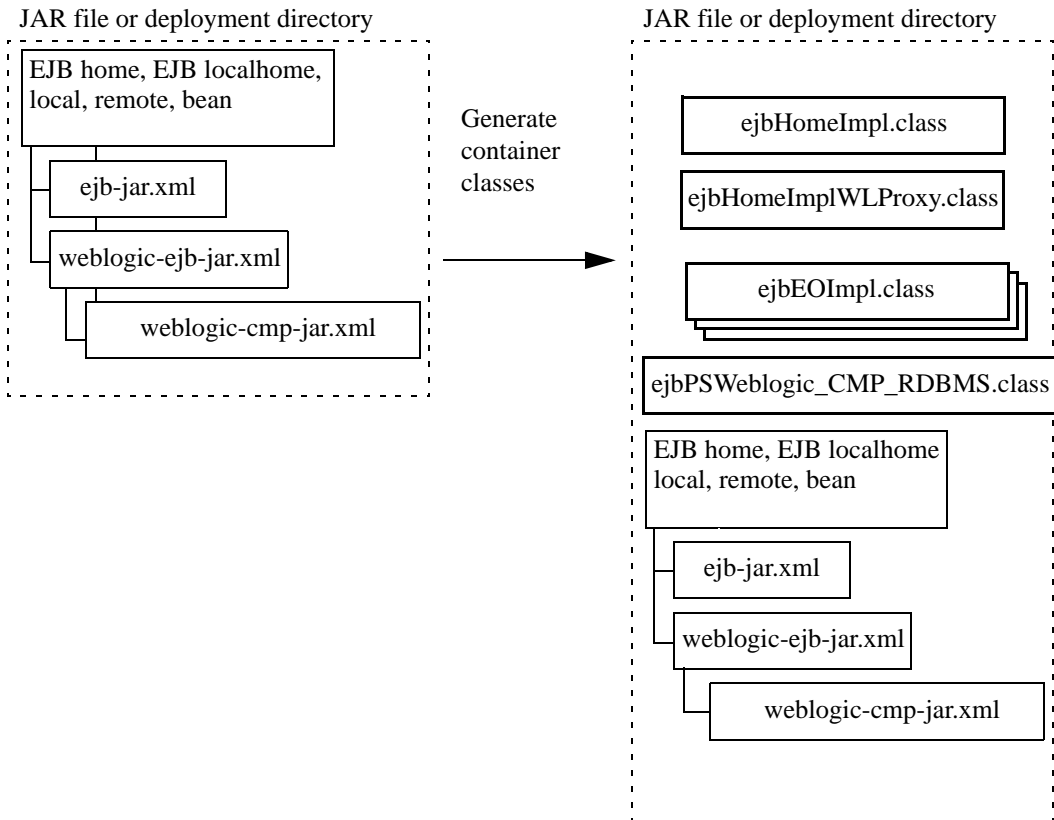 JAR file or deployment directory
EJB home, EJB localhome,
local, remote, bean
ejb-jar.xml
weblogic-ejb-jar.xml
weblogic-cmp-jar.xml
Generate
container
classes
JAR file or deployment directory
ejbHomeImpl.class
ejbHomeImplWLProxy.class
ejbEOImpl.class
ejbPSWeblogic_CMP_RDBMS.class
EJB home, EJB localhome
local, remote, bean
ejb-jar.xml
weblogic-ejb-jar.xml
weblogic-cmp-jar.xml